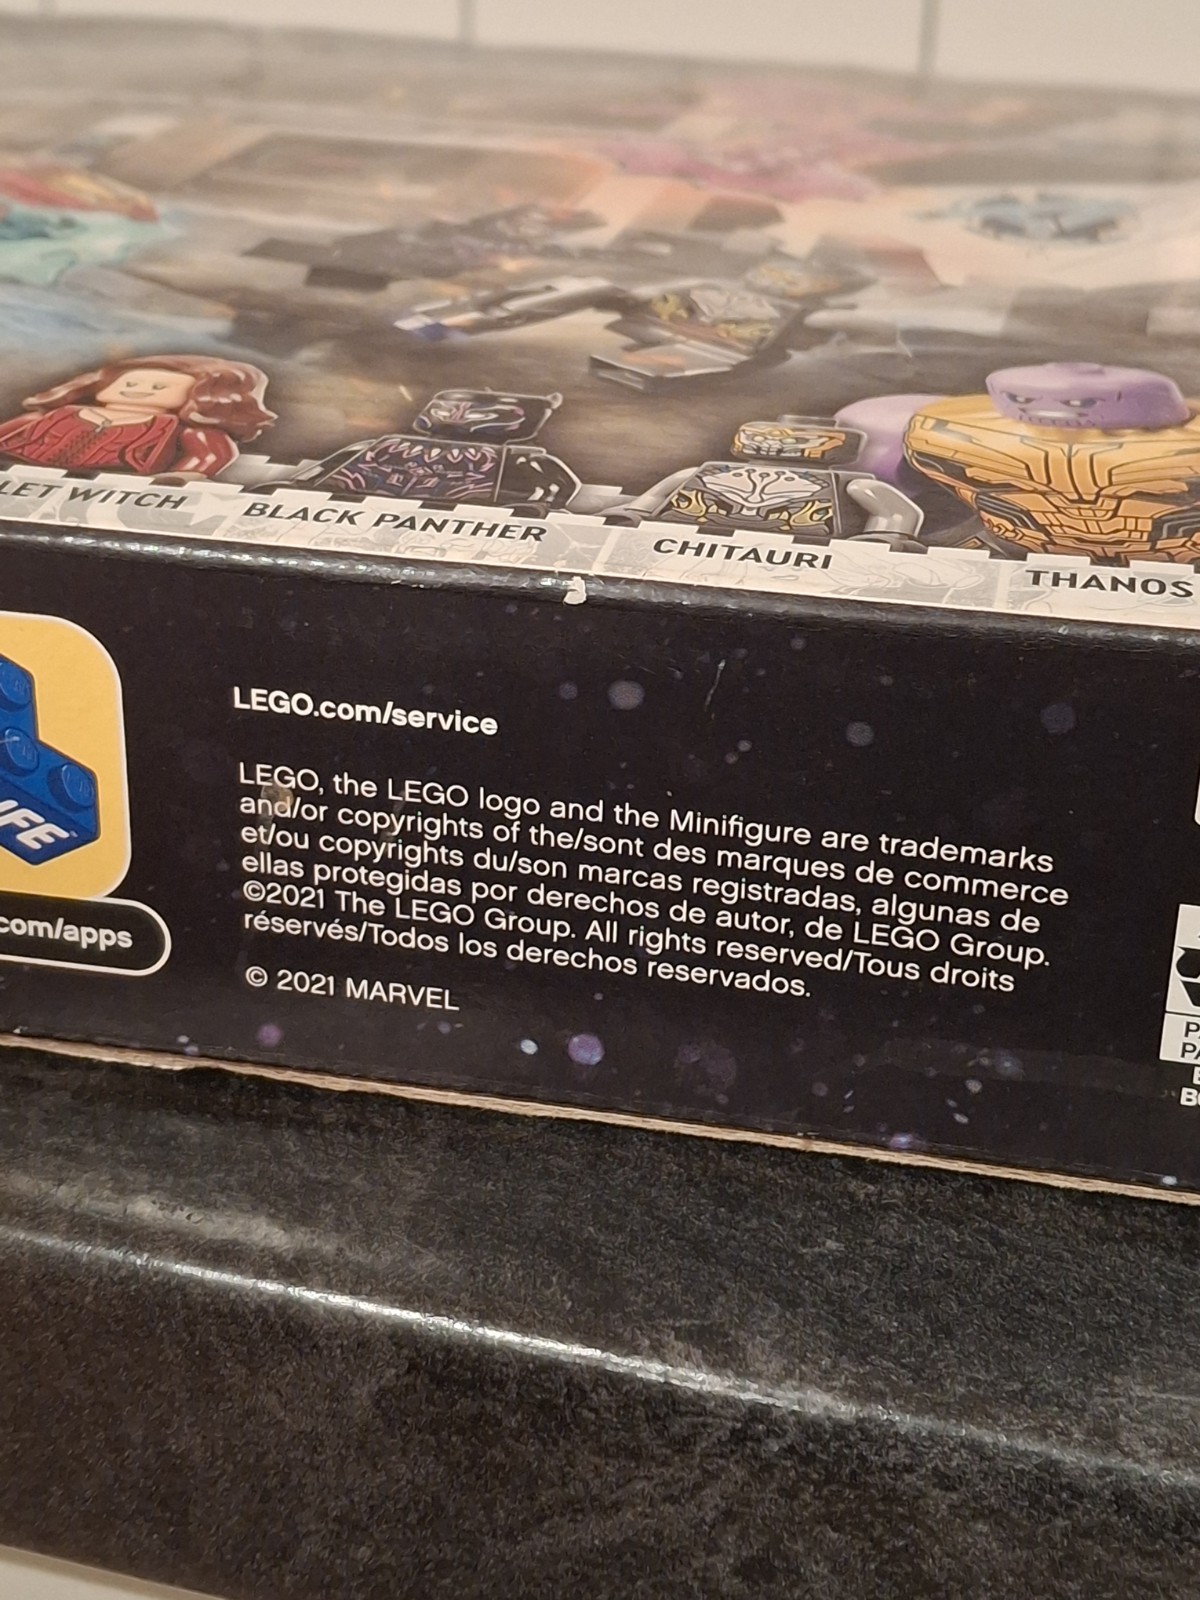 LET WITCH
BLACK PANTHER
CHITAURI
THANOS
LEGO.com/service
LEGO, the LEGO logo and the Minifigure are trademarks
and/or copyrights of the/sont des marques de commerce
et/ou copyrights du/son marcas registradas, algunas de
ellas protegidas por derechos de autor, de LEGO Group.
©2021 The LEGO Group. All rights reserved/Tous droits
réservés/Todos los derechos reservados.
© 2021 MARVEL
IFE
com/apps